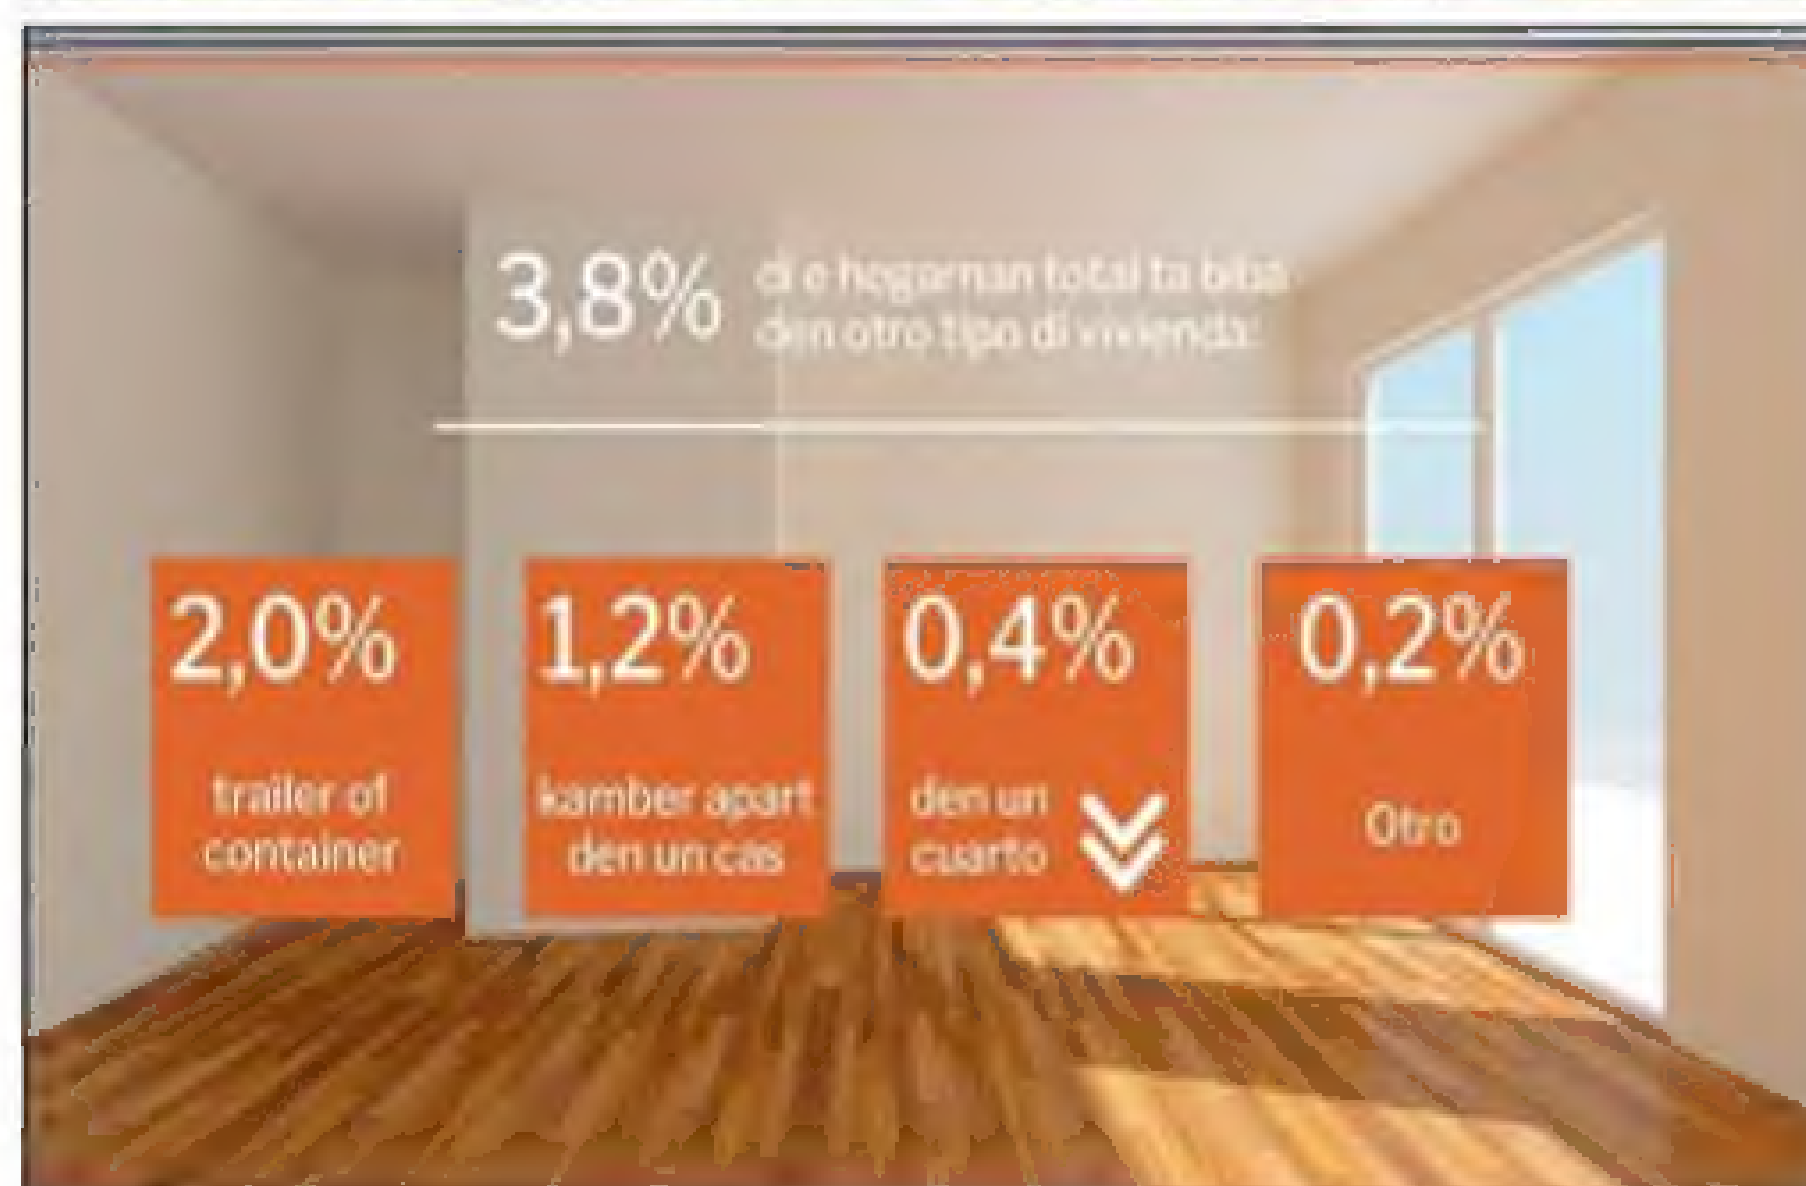 3,8%
di e hogarnan total ta biba
den otro tipo di vivienda:
2,0%
trailer of
container
1,2%
kamber apart
den un cas
0,4%
den un
cuarto
0,2%
Otro